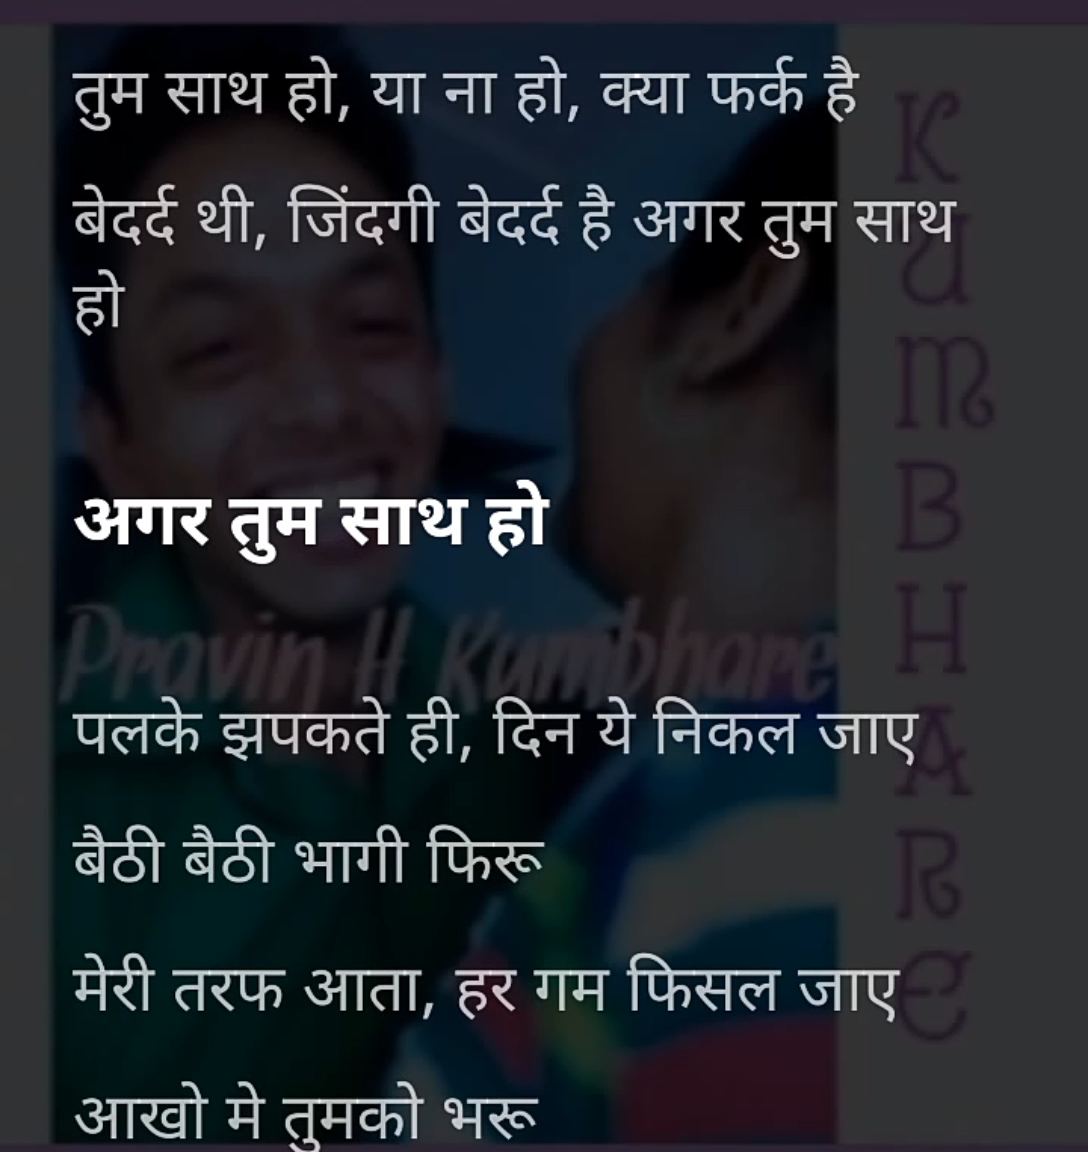 तुम साथ हो, या ना हो, क्या फर्क है
बेदर्द थी, जिंदगी बेदर्द है अगर तुम साथ
हो
अगर तुम साथ हो
Pravin H Kumbhare
पलके झपकते ही, दिन ये निकल जाए
बैठी बैठी भागी फिरू
मेरी तरफ आता, हर गम फिसल जाए
आखो मे तुमको भरू
KUMBHARE